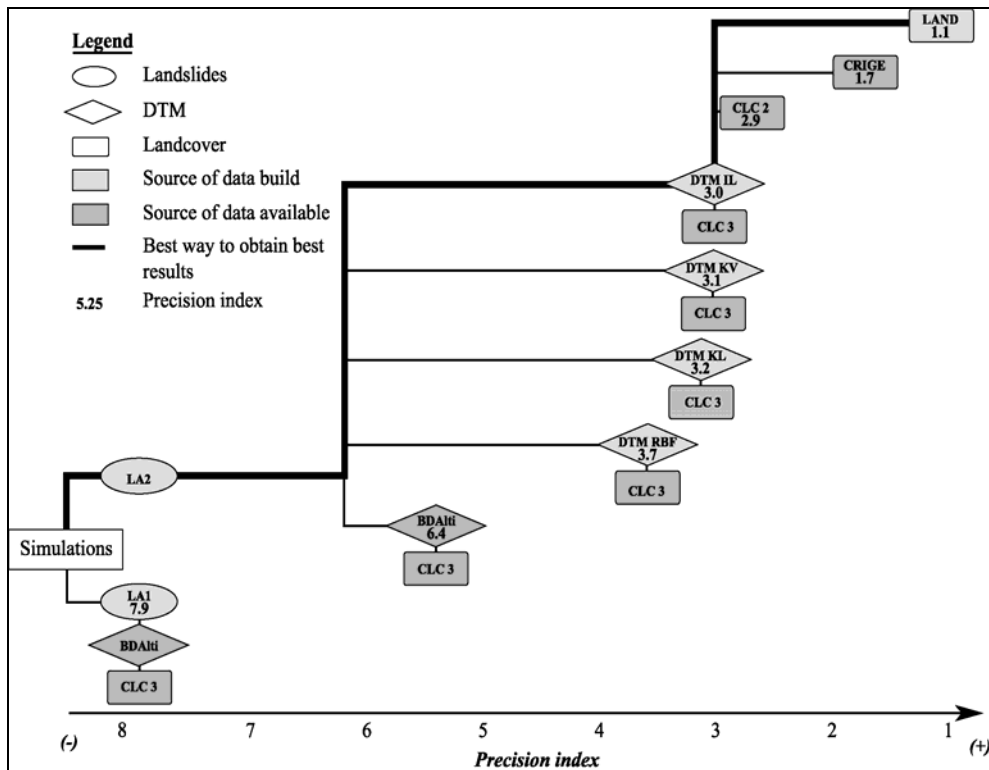 Legend
Landslides
DTM
Landcover
Source of data build
Source of data available
Best way to obtain best
results
5.25 Precision index
LAND
1.1
CRIGE
1.7
CLC 2
2.9
DTM IL
3.0
CLC 3
DTM KV
3.1
CLC 3
DTM KL
3.2
CLC 3
DTM RBF
3.7
CLC 3
LA2
BDAlti
6.4
CLC 3
Simulations
LA1
7.9
BDAlti
CLC 3
8 7 6 5 4 3 2 1
(-) (+)
Precision index